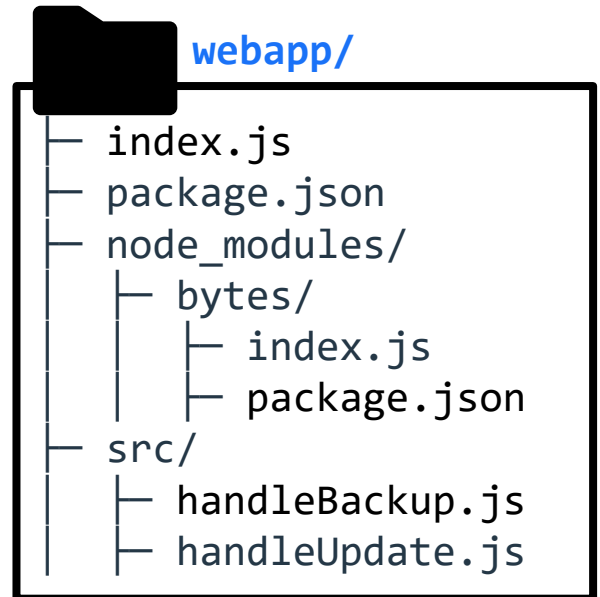 webapp/
├─ index.js
├─ package.json
├─ node_modules/
│  ├─ bytes/
│  │  ├─ index.js
│  │  ├─ package.json
├─ src/
│  ├─ handleBackup.js
│  ├─ handleUpdate.js